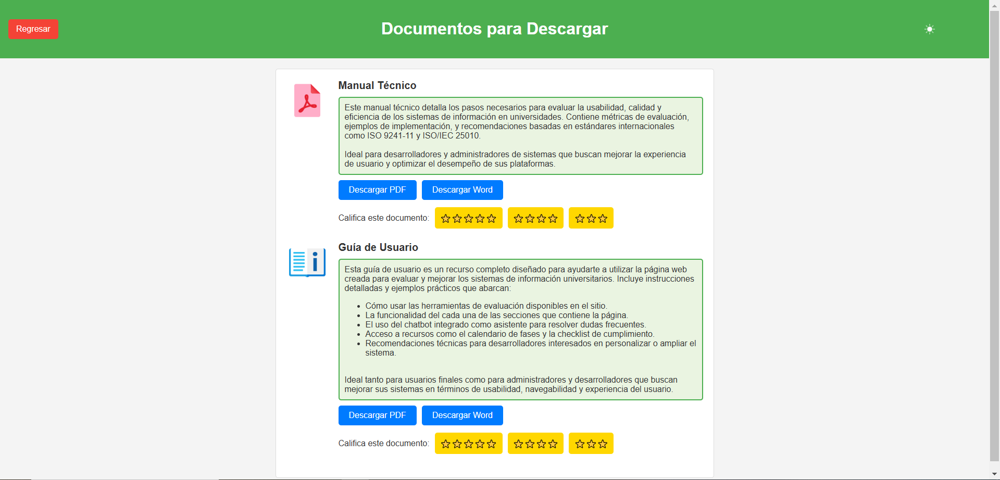 Regresar
Documentos para Descargar
Manual Técnico
Este manual técnico detalla los pasos necesarios para evaluar la usabilidad, calidad y
eficiencia de los sistemas de información en universidades. Contiene métricas de evaluación,
ejemplos de implementación, y recomendaciones basadas en estándares internacionales
como ISO 9241-11 y ISO/IEC 25010.
Ideal para desarrolladores y administradores de sistemas que buscan mejorar la experiencia
de usuario y optimizar el desempeño de sus plataformas.
Descargar PDF
Descargar Word
Califica este documento:
Guía de Usuario
Esta guía de usuario es un recurso completo diseñado para ayudarte a utilizar la página web
creada para evaluar y mejorar los sistemas de información universitarios. Incluye instrucciones
detalladas y ejemplos prácticos que abarcan:
Cómo usar las herramientas de evaluación disponibles en el sitio.
La funcionalidad del cada una de las secciones que contiene la página.
El uso del chatbot integrado como asistente para resolver dudas frecuentes.
Acceso a recursos como el calendario de fases y la checklist de cumplimiento.
Recomendaciones técnicas para desarrolladores interesados en personalizar o ampliar el
sistema.
Ideal tanto para usuarios finales como para administradores y desarrolladores que buscan
mejorar sus sistemas en términos de usabilidad, navegabilidad y experiencia del usuario.
Descargar PDF
Descargar Word
Califica este documento: